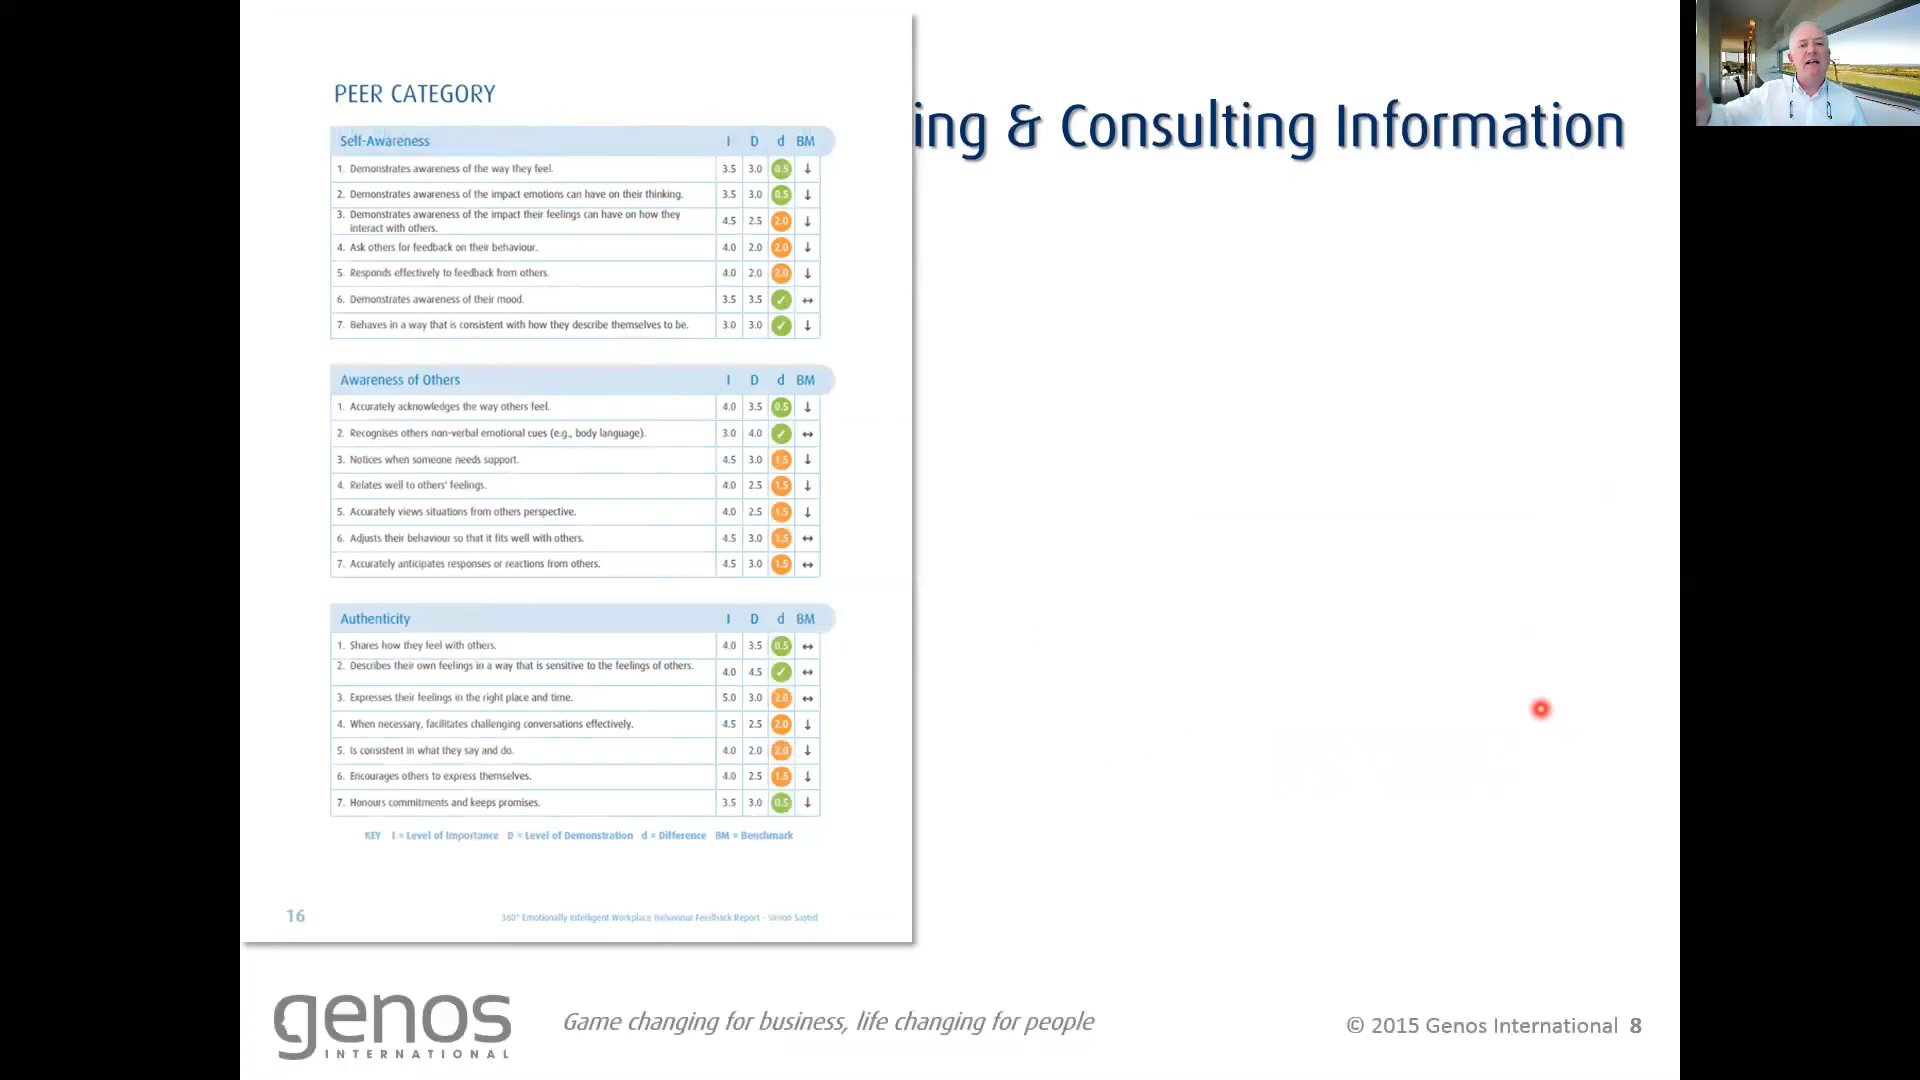 PEER CATEGORY
ing & Consulting Information
Self-Awareness I D d BM
1. Demonstrates awareness of the way they feel. 3.5 3.0 0.5 ↓
2. Demonstrates awareness of the impact emotions can have on their thinking. 3.5 3.0 0.5 ↓
3. Demonstrates awareness of the impact their feelings can have on how they
interact with others. 4.5 2.5 2.0 ↓
4. Ask others for feedback on their behaviour. 4.0 2.0 2.0 ↓
5. Responds effectively to feedback from others. 4.0 2.0 2.0 ↓
6. Demonstrates awareness of their mood. 3.5 3.5 ✓ ↔
7. Behaves in a way that is consistent with how they describe themselves to be. 3.0 3.0 ✓ ↓
Awareness of Others I D d BM
1. Accurately acknowledges the way others feel. 4.0 3.5 0.5 ↓
2. Recognises others non-verbal emotional cues (e.g., body language). 3.0 4.0 ✓ ↔
3. Notices when someone needs support. 4.5 3.0 1.5 ↓
4. Relates well to others' feelings. 4.0 2.5 1.5 ↓
5. Accurately views situations from others perspective. 4.0 2.5 1.5 ↓
6. Adjusts their behaviour so that it fits well with others. 4.5 3.0 1.5 ↔
7. Accurately anticipates responses or reactions from others. 4.5 3.0 1.5 ↔
Authenticity I D d BM
1. Shares how they feel with others. 4.0 3.5 0.5 ↔
2. Describes their own feelings in a way that is sensitive to the feelings of others. 4.0 4.5 ✓ ↔
3. Expresses their feelings in the right place and time. 5.0 3.0 2.0 ↔
4. When necessary, facilitates challenging conversations effectively. 4.5 2.5 2.0 ↓
5. Is consistent in what they say and do. 4.0 2.0 2.0 ↓
6. Encourages others to express themselves. 4.0 2.5 1.5 ↓
7. Honours commitments and keeps promises. 3.5 3.0 0.5 ↓
KEY I = Level of Importance D = Level of Demonstration d = Difference BM = Benchmark
16 360° Emotionally Intelligent Workplace Behaviour Feedback Report - Simon Sayed
genos
INTERNATIONAL
Game changing for business, life changing for people
© 2015 Genos International 8